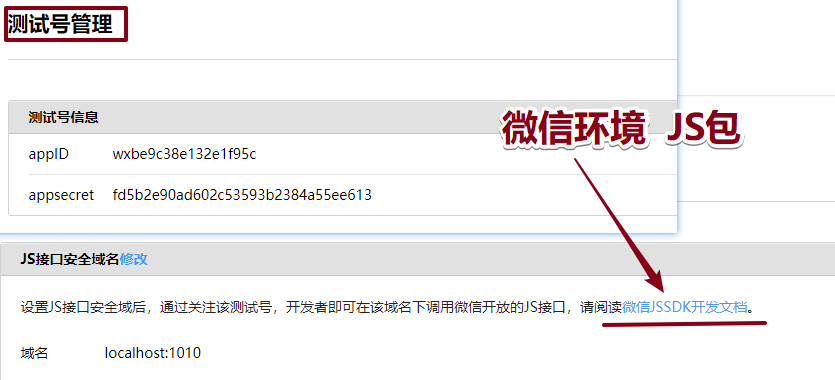 测试号管理
测试号信息
微信环境 JS包
appID wxbe9c38e132e1f95c
appsecret fd5b2e90ad602c53593b2384a55ee613
JS接口安全域名修改
设置JS接口安全域后，通过关注该测试号，开发者即可在该域名下调用微信开放的JS接口，请阅读微信JSSDK开发文档。
域名 localhost:1010